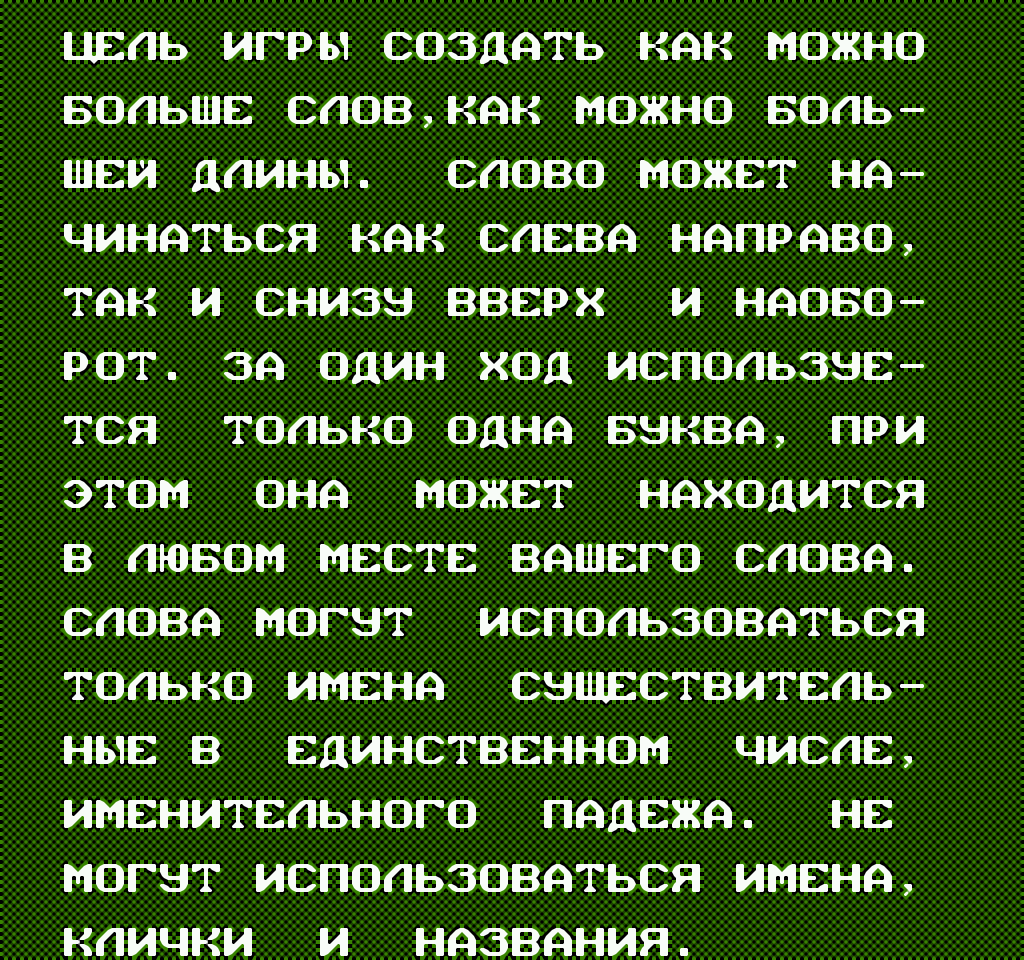 ЦЕЛЬ ИГРЫ СОЗДАТЬ КАК МОЖНО
БОЛЬШЕ СЛОВ,КАК МОЖНО БОЛЬ-
ШЕЙ ДЛИНЫ.  СЛОВО МОЖЕТ НА-
ЧИНАТЬСЯ КАК СЛЕВА НАПРАВО,
ТАК И СНИЗУ ВВЕРХ  И НАОБО-
РОТ. ЗА ОДИН ХОД ИСПОЛЬЗУЕ-
ТСЯ  ТОЛЬКО ОДНА БУКВА, ПРИ
ЭТОМ  ОНА  МОЖЕТ  НАХОДИТСЯ
В ЛЮБОМ МЕСТЕ ВАШЕГО СЛОВА.
СЛОВА МОГУТ  ИСПОЛЬЗОВАТЬСЯ
ТОЛЬКО ИМЕНА  СУЩЕСТВИТЕЛЬ-
НЫЕ В  ЕДИНСТВЕННОМ  ЧИСЛЕ,
ИМЕНИТЕЛЬНОГО  ПАДЕЖА.  НЕ
МОГУТ ИСПОЛЬЗОВАТЬСЯ ИМЕНА,
КЛИЧКИ  И  НАЗВАНИЯ.